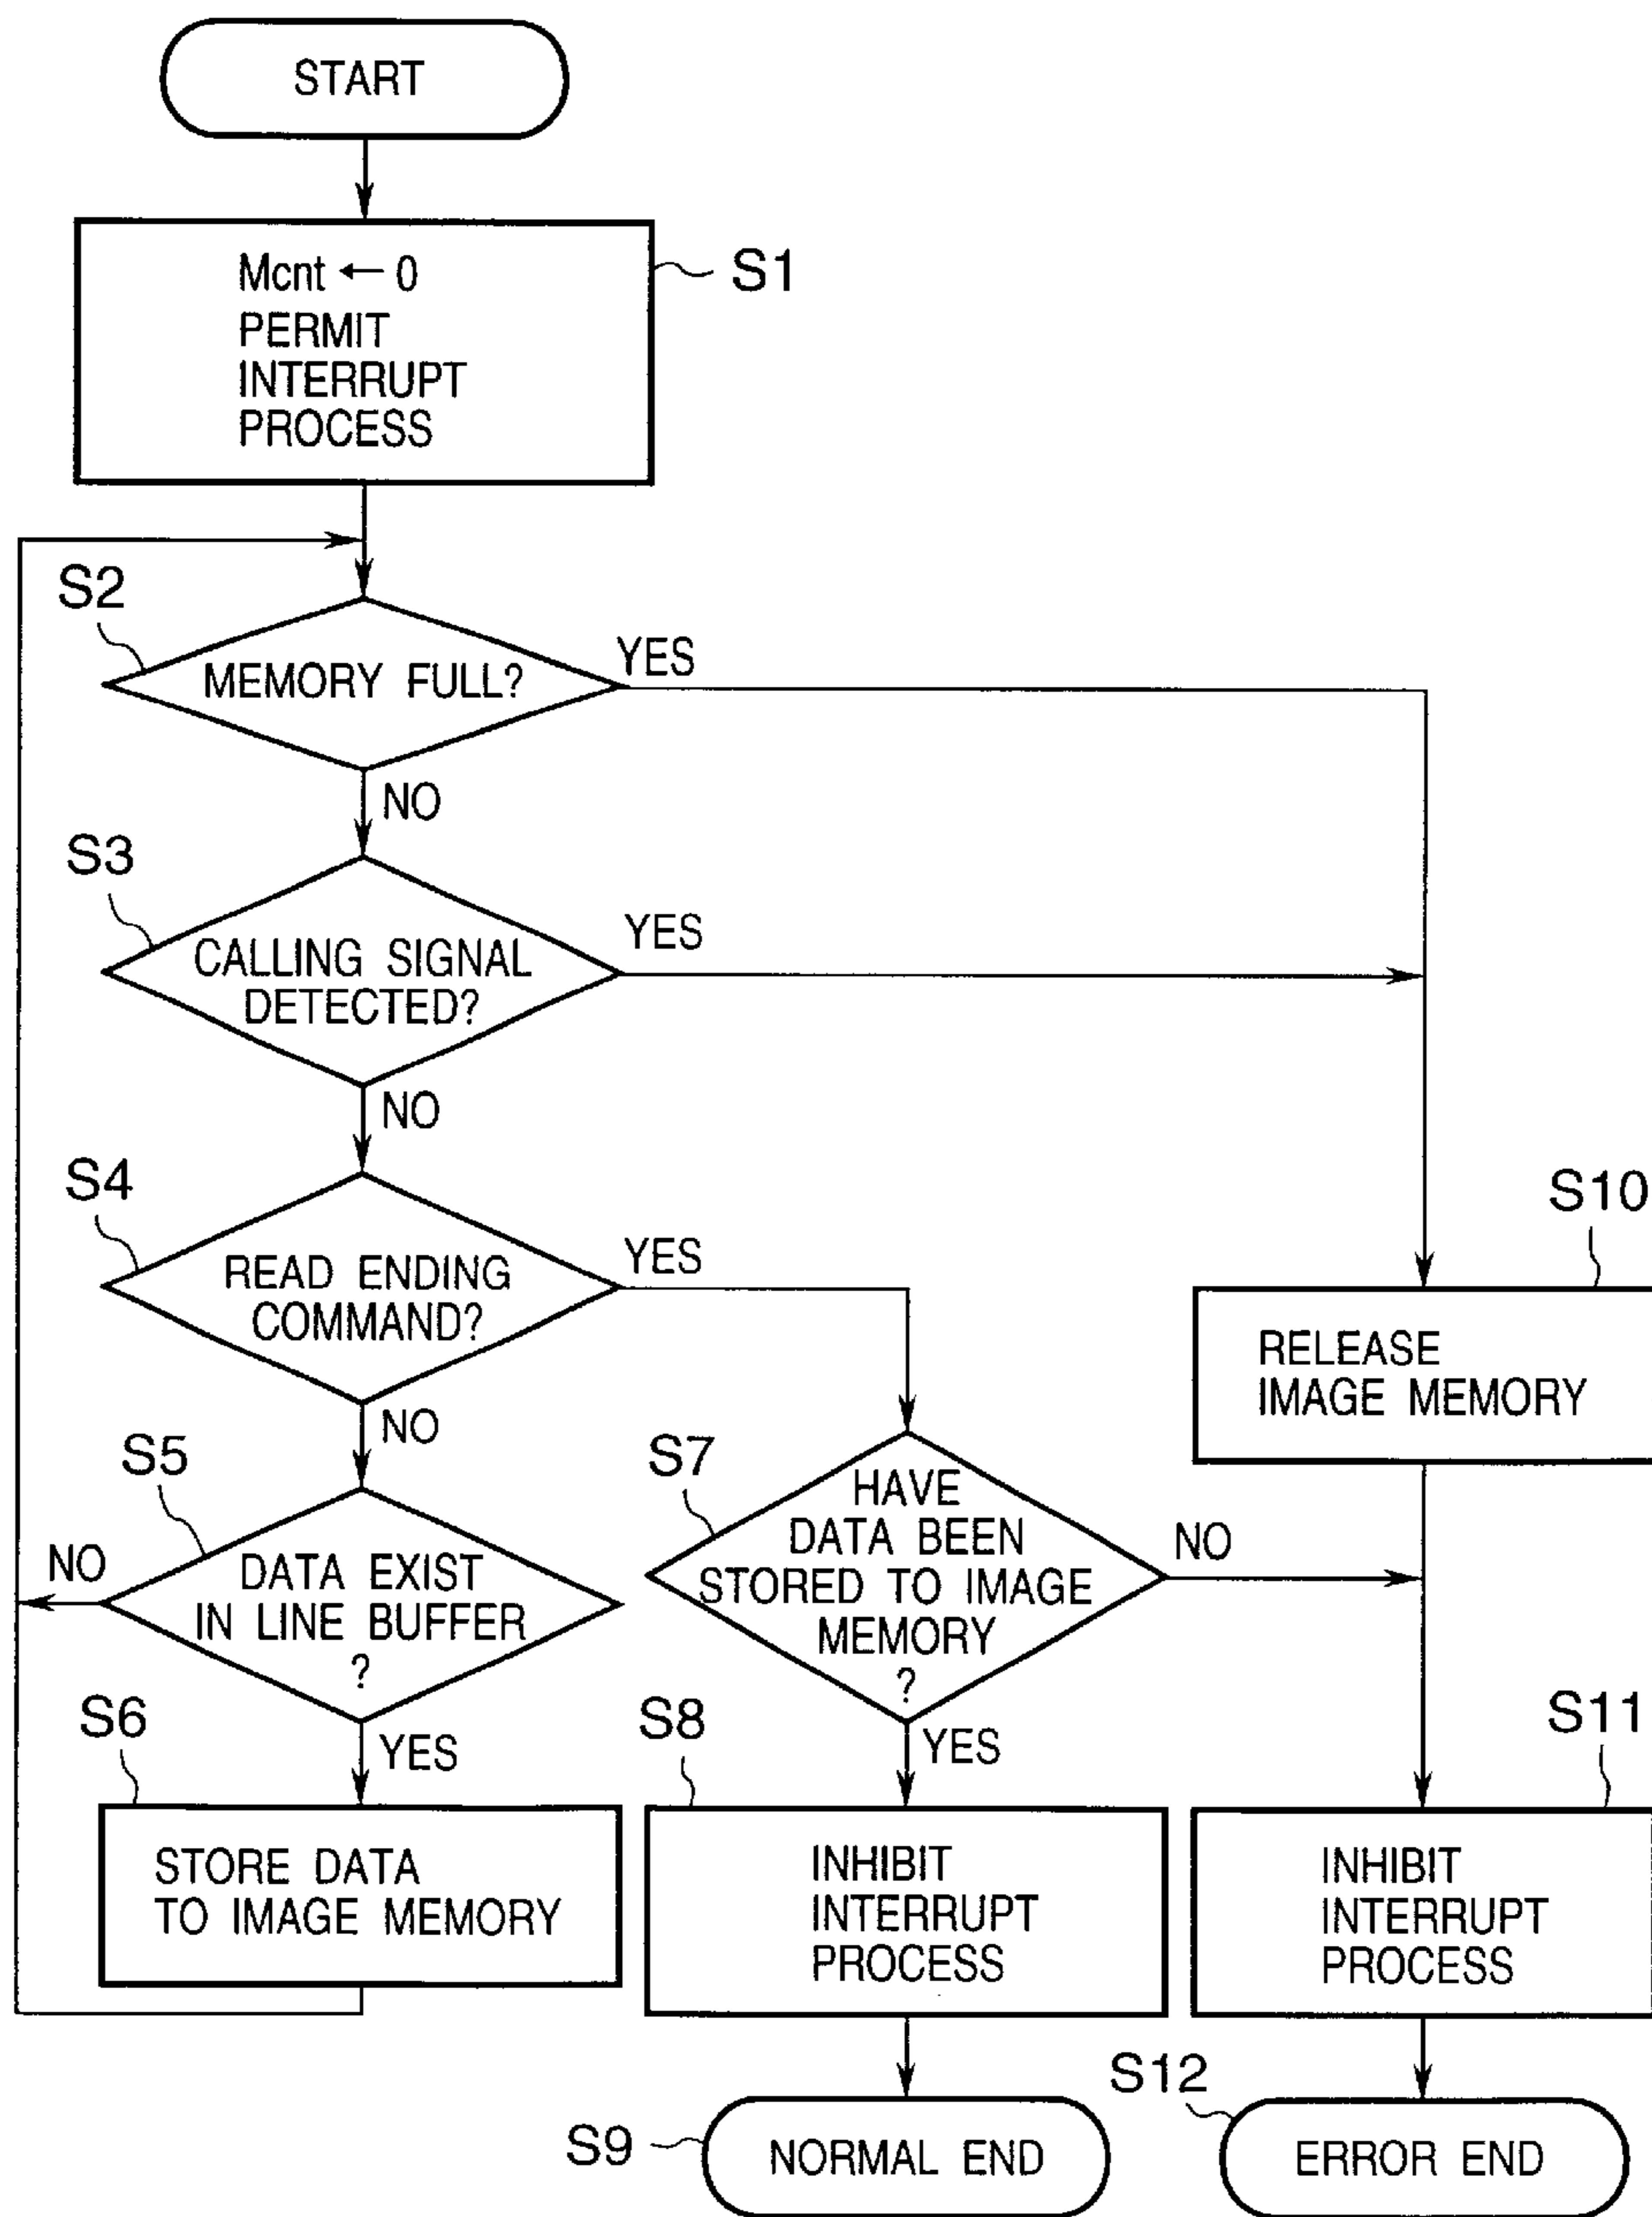 START
Mcnt ← 0
PERMIT
INTERRUPT
PROCESS
S1
S2
MEMORY FULL?
YES
NO
S3
CALLING SIGNAL
DETECTED?
YES
NO
S4
READ ENDING
COMMAND?
YES
NO
S10
RELEASE
IMAGE MEMORY
S5
DATA EXIST
IN LINE BUFFER
?
NO
YES
S7
HAVE
DATA BEEN
STORED TO IMAGE
MEMORY
?
NO
YES
S6
STORE DATA
TO IMAGE MEMORY
S8
INHIBIT
INTERRUPT
PROCESS
S11
INHIBIT
INTERRUPT
PROCESS
S9
NORMAL END
S12
ERROR END